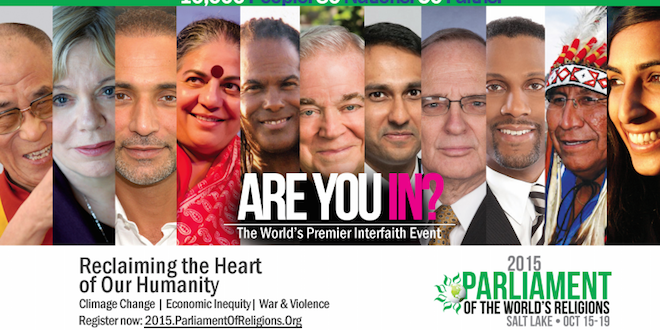 ARE YOU IN?
The World's Premier Interfaith Event
Reclaiming the Heart
of Our Humanity
Climage Change | Economic Inequity | War & Violence
Register now: 2015.ParliamentOfReligions.Org
2015
PARLIAMENT
OF THE WORLD'S RELIGIONS
SALT LAKE • OCT 15-19